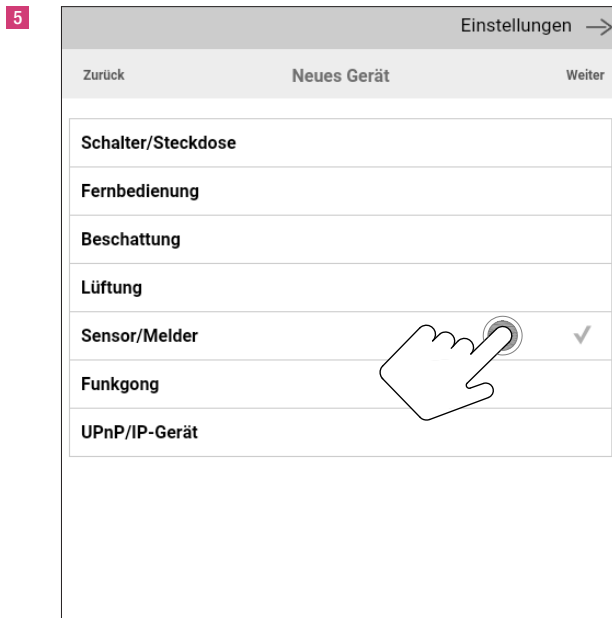 5
Einstellungen
Zurück Neues Gerät Weiter
Schalter/Steckdose
Fernbedienung
Beschattung
Lüftung
Sensor/Melder
Funkgong
UPnP/IP-Gerät